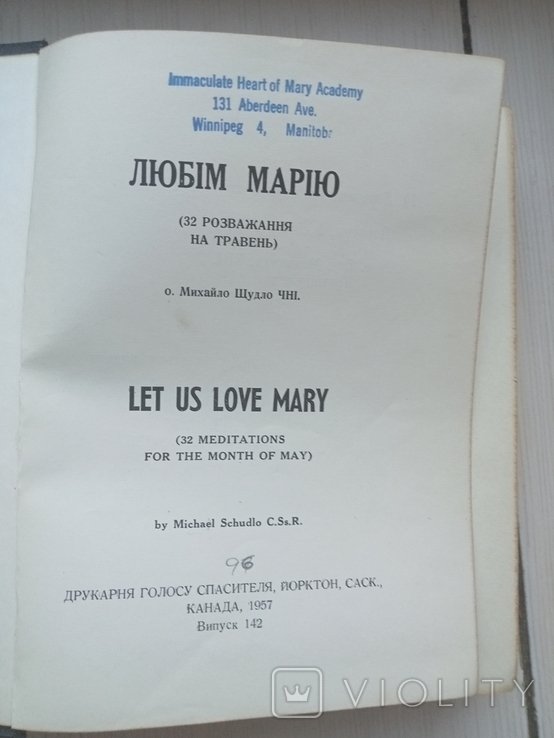 Immaculate Heart of Mary Academy
131 Aberdeen Ave.
Winnipeg 4, Manitoba
ЛЮБІМ МАРІЮ
(32 РОЗВАЖАННЯ
НА ТРАВЕНЬ)
о. Михайло Щудло ЧНІ.
LET US LOVE MARY
(32 MEDITATIONS
FOR THE MONTH OF MAY)
by Michael Schudlo C.Ss.R.
96
ДРУКАРНЯ ГОЛОСУ СПАСИТЕЛЯ, ЙОРКТОН, САСК.,
КАНАДА, 1957
Випуск 142
VIOLITY